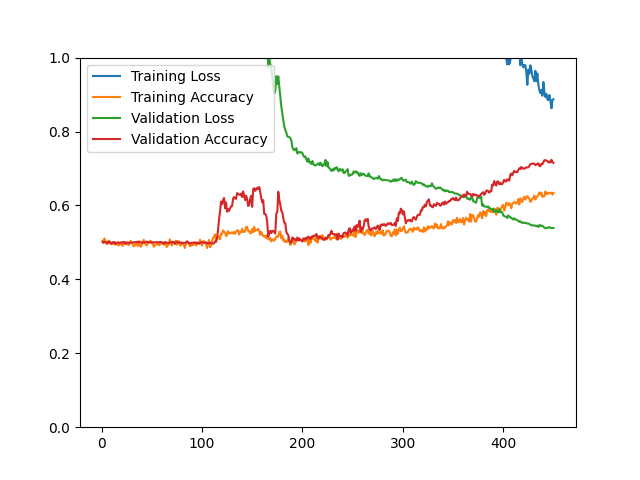 Training Loss
Training Accuracy
Validation Loss
Validation Accuracy
1.0
0.8
0.6
0.4
0.2
0.0
0 100 200 300 400